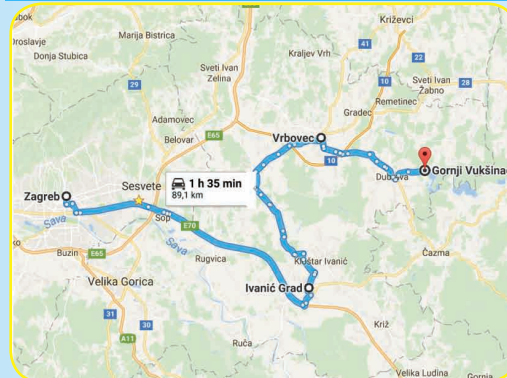 Križevci
Marija Bistrica
Donja Stubica
Kraljev Vrh
41
22
Sveti Ivan
Zelina
Sveti Ivan
Žabno
28
10
Remetinec
29
Adamovec
Gradec
Belovar
E65
Vrbovec
10
Dubrava
Gornji Vukšinac
Sesvete
1 h 35 min
89,1 km
Zagreb
Sop
Sava
E70
Buzin
E65
Rugvica
Kloštar Ivanić
Čazma
Velika Gorica
Ivanić Grad
Sava
31
30
Križ
A11
Ruča
Velika Ludina